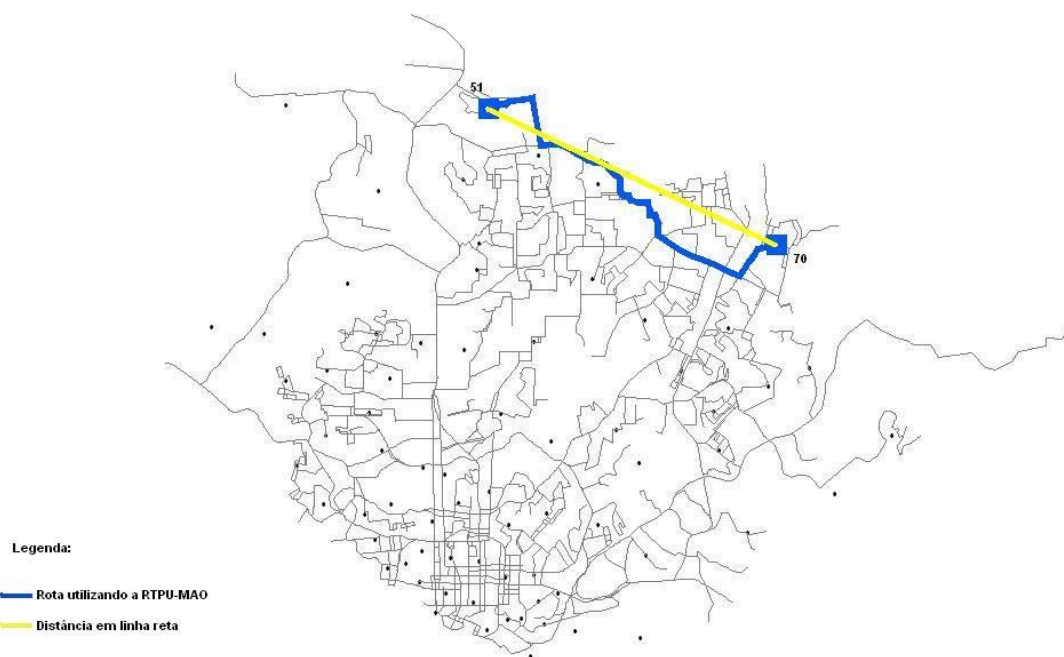 51
70
Legenda:
Rota utilizando a RTPU-MAO
Distância em linha reta